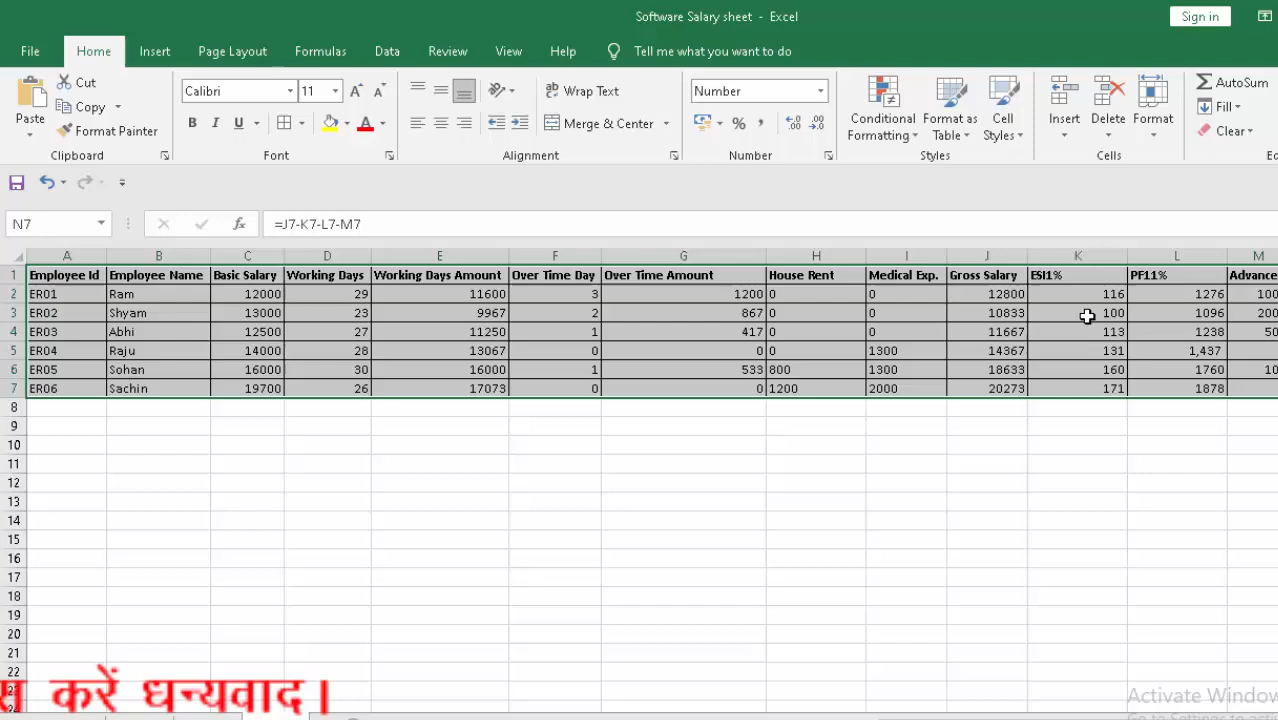 Software Salary sheet - Excel
Sign in
File Home Insert Page Layout Formulas Data Review View Help Tell me what you want to do
Paste Cut Copy Format Painter
Calibri 11 B I U
Wrap Text Merge & Center
Number % ,
Conditional Formatting Format as Table Cell Styles
Insert Delete Format
AutoSum Fill Clear
Clipboard Font Alignment Number Styles Cells
N7 fx =J7-K7-L7-M7
A B C D E F G H I J K L M
1 Employee Id Employee Name Basic Salary Working Days Working Days Amount Over Time Day Over Time Amount House Rent Medical Exp. Gross Salary ESI1% PF11% Advance
2 ER01 Ram 12000 29 11600 3 1200 0 0 12800 116 1276 100
3 ER02 Shyam 13000 23 9967 2 867 0 0 10833 100 1096 200
4 ER03 Abhi 12500 27 11250 1 417 0 0 11667 113 1238 50
5 ER04 Raju 14000 28 13067 0 0 0 1300 14367 131 1,437
6 ER05 Sohan 16000 30 16000 1 533 800 1300 18633 160 1760 10
7 ER06 Sachin 19700 26 17073 0 0 1200 2000 20273 171 1878
8
9
10
11
12
13
14
15
16
17
18
19
20
21
22
करें धन्यवाद।
Activate Window